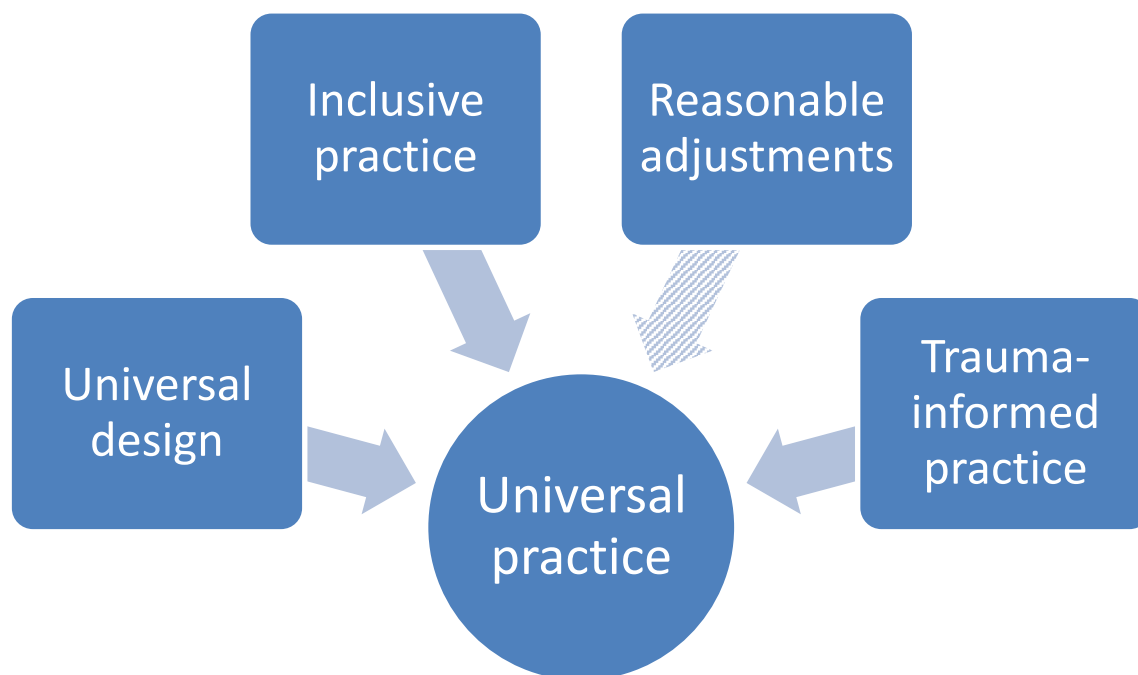 Inclusive
practice
Reasonable
adjustments
Universal
design
Trauma-
informed
practice
Universal
practice